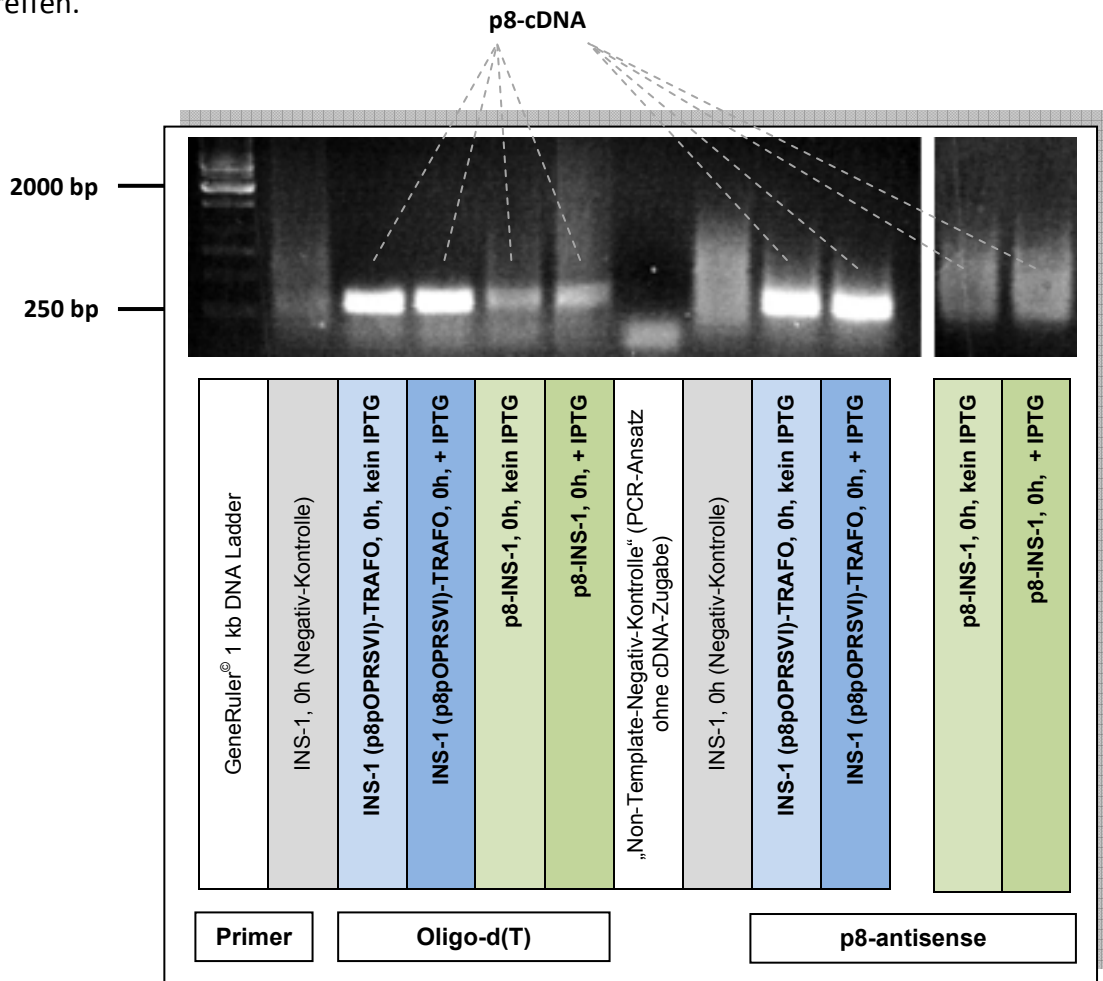 reffen.
p8-cDNA
2000 bp
250 bp
GeneRuler© 1 kb DNA Ladder
INS-1, 0h (Negativ-Kontrolle)
INS-1 (p8pOPRSVI)-TRAFO, 0h, kein IPTG
INS-1 (p8pOPRSVI)-TRAFO, 0h, + IPTG
p8-INS-1, 0h, kein IPTG
p8-INS-1, 0h, + IPTG
„Non-Template-Negativ-Kontrolle“ (PCR-Ansatz
ohne cDNA-Zugabe)
INS-1, 0h (Negativ-Kontrolle)
INS-1 (p8pOPRSVI)-TRAFO, 0h, kein IPTG
INS-1 (p8pOPRSVI)-TRAFO, 0h, + IPTG
p8-INS-1, 0h, kein IPTG
p8-INS-1, 0h, + IPTG
Primer
Oligo-d(T)
p8-antisense